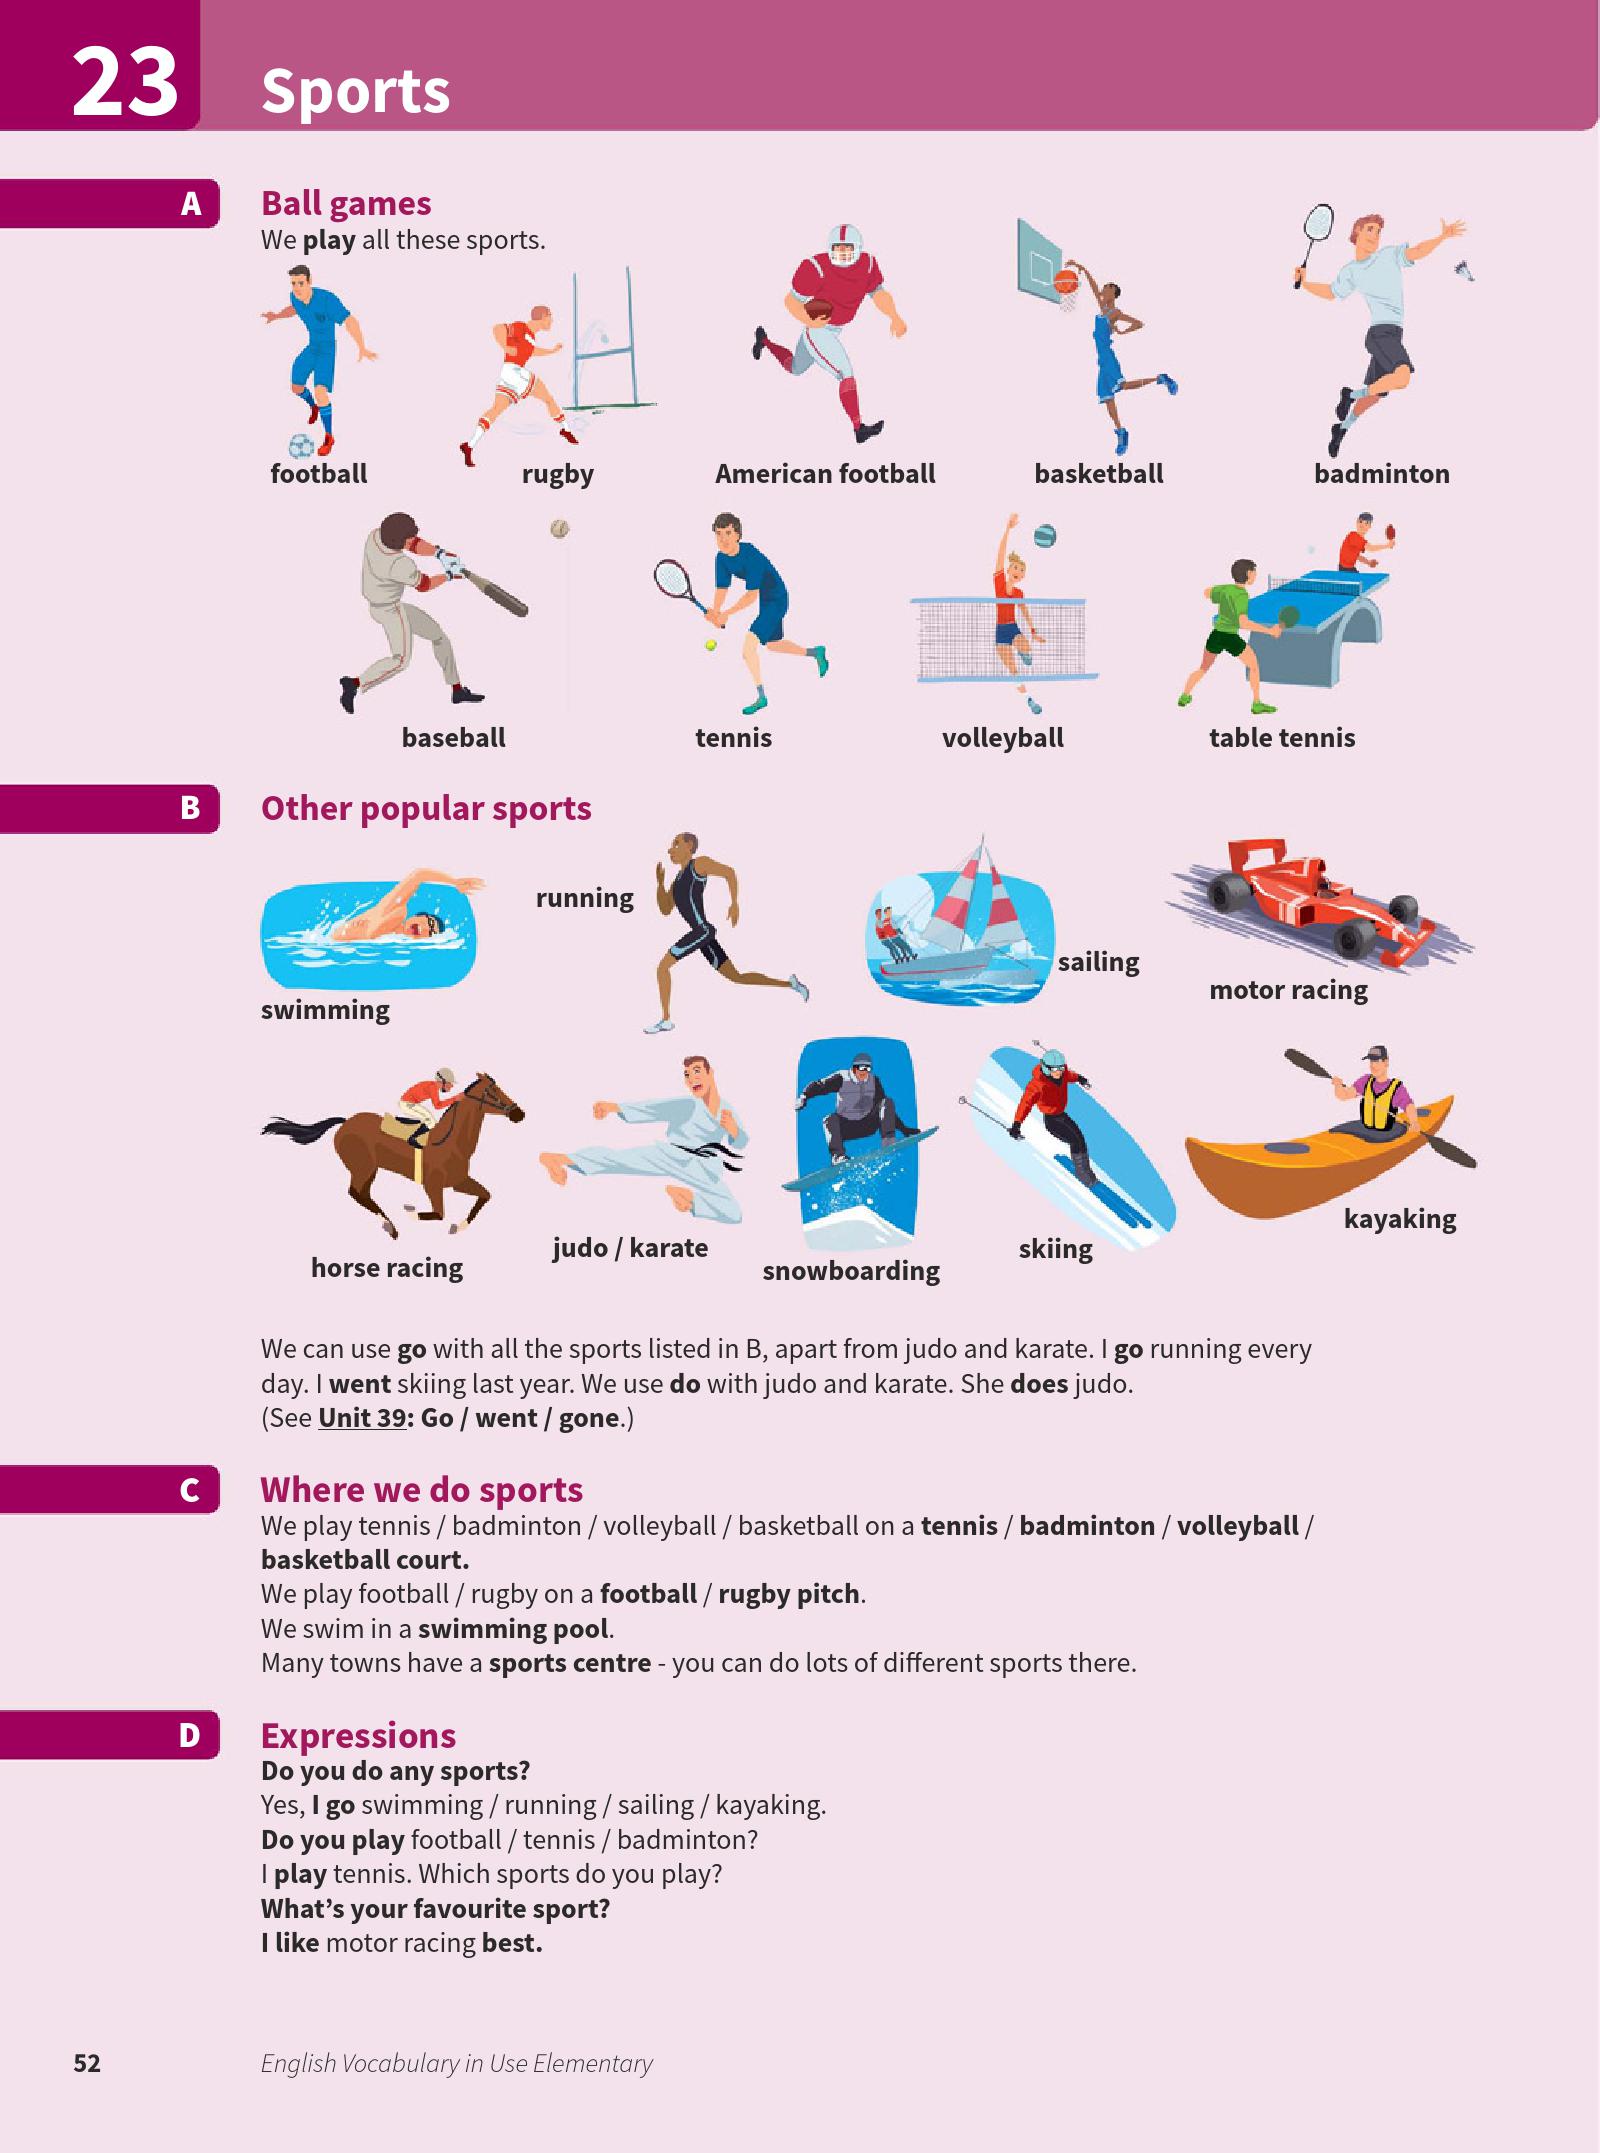 23
Sports
A
Ball games
We play all these sports.
football
rugby
American football
basketball
badminton
baseball
tennis
volleyball
table tennis
B
Other popular sports
swimming
running
sailing
motor racing
horse racing
judo / karate
snowboarding
skiing
kayaking
We can use go with all the sports listed in B, apart from judo and karate. I go running every
day. I went skiing last year. We use do with judo and karate. She does judo.
(See Unit 39: Go / went / gone.)
C
Where we do sports
We play tennis / badminton / volleyball / basketball on a tennis / badminton / volleyball /
basketball court.
We play football / rugby on a football / rugby pitch.
We swim in a swimming pool.
Many towns have a sports centre - you can do lots of different sports there.
D
Expressions
Do you do any sports?
Yes, I go swimming / running / sailing / kayaking.
Do you play football / tennis / badminton?
I play tennis. Which sports do you play?
What’s your favourite sport?
I like motor racing best.
52
English Vocabulary in Use Elementary